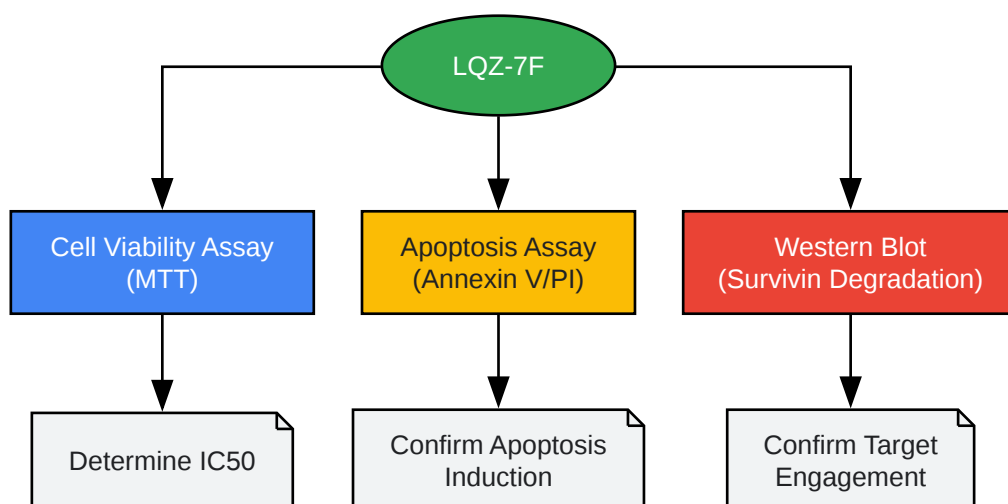 LQZ-7F
Cell Viability Assay
(MTT)
Apoptosis Assay
(Annexin V/PI)
Western Blot
(Survivin Degradation)
Determine IC50
Confirm Apoptosis
Induction
Confirm Target
Engagement